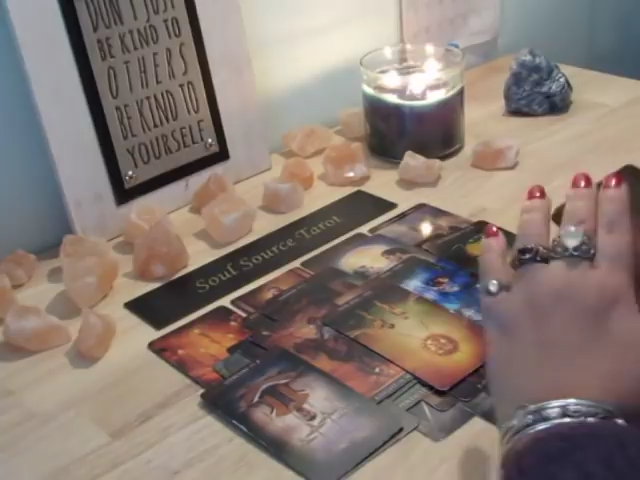 DON'T JUST
BE KIND TO
OTHERS
BE KIND TO
YOURSELF
Soul Source Tarot